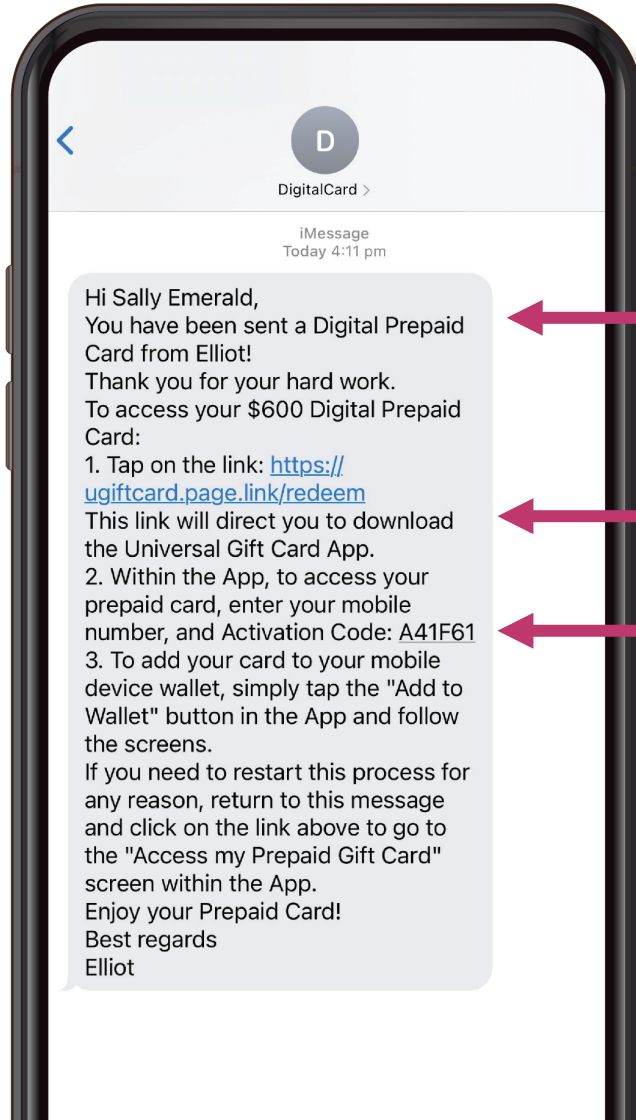 D
DigitalCard >
iMessage
Today 4:11 pm
Hi Sally Emerald,
You have been sent a Digital Prepaid
Card from Elliot!
Thank you for your hard work.
To access your $600 Digital Prepaid
Card:
1. Tap on the link: https://
ugiftcard.page.link/redeem
This link will direct you to download
the Universal Gift Card App.
2. Within the App, to access your
prepaid card, enter your mobile
number, and Activation Code: A41F61
3. To add your card to your mobile
device wallet, simply tap the "Add to
Wallet" button in the App and follow
the screens.
If you need to restart this process for
any reason, return to this message
and click on the link above to go to
the "Access my Prepaid Gift Card"
screen within the App.
Enjoy your Prepaid Card!
Best regards
Elliot